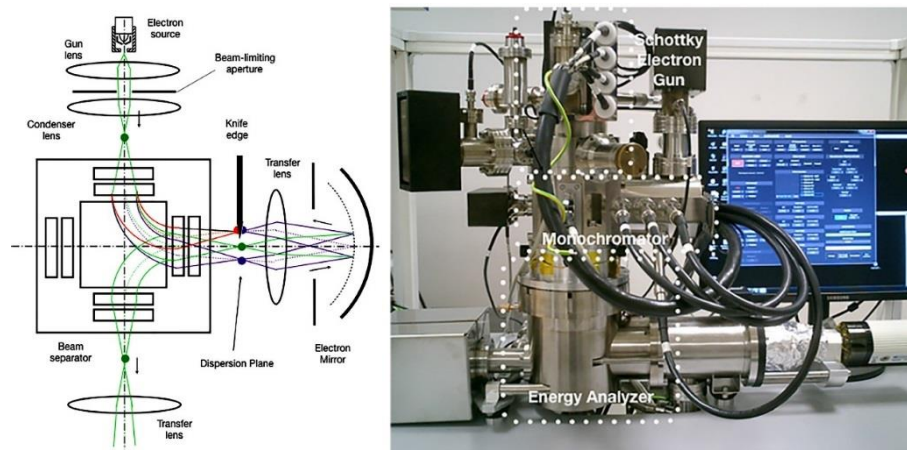 Electron
source
Gun
lens
Beam-limiting
aperture
Condenser
lens
Knife
edge
Transfer
lens
Beam
separator
Dispersion Plane
Electron
Mirror
Transfer
lens
Schottky
Electron
Gun
Monochromator
SAMSUNG
Energy Analyzer